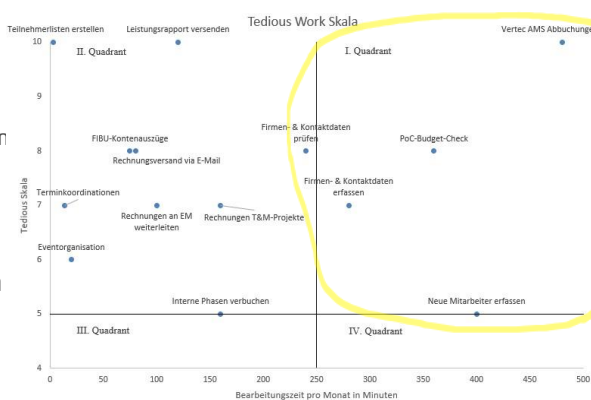 Tedious Work Skala
Teilnehmerlisten erstellen
Leistungsrapport versenden
Vertec AMS Abbuchunge
II. Quadrant
I. Quadrant
FIBU-Kontenauszüge
Rechnungsversand via E-Mail
Firmen- & Kontaktdaten
prüfen
PoC-Budget-Check
Terminkoordinationen
Rechnungen an EM
weiterleiten
Rechnungen T&M-Projekte
Firmen- & Kontaktdaten
erfassen
Eventorganisation
Interne Phasen verbuchen
Neue Mitarbeiter erfassen
III. Quadrant
IV. Quadrant
Tedious Skala
10
9
8
7
6
5
4
0 50 100 150 200 250 300 350 400 450 500
Bearbeitungszeit pro Monat in Minuten